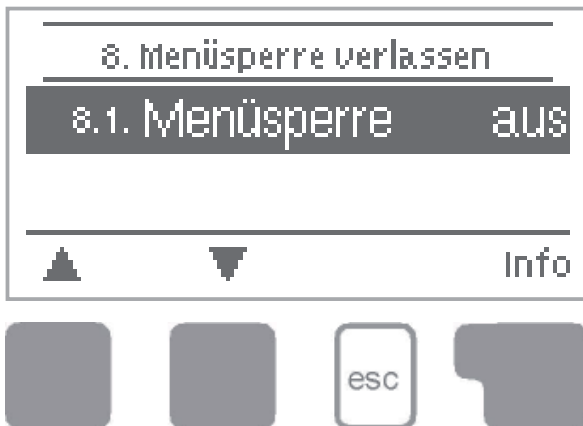 8. Menüsperre verlassen
8.1. Menüsperre aus
Info
esc